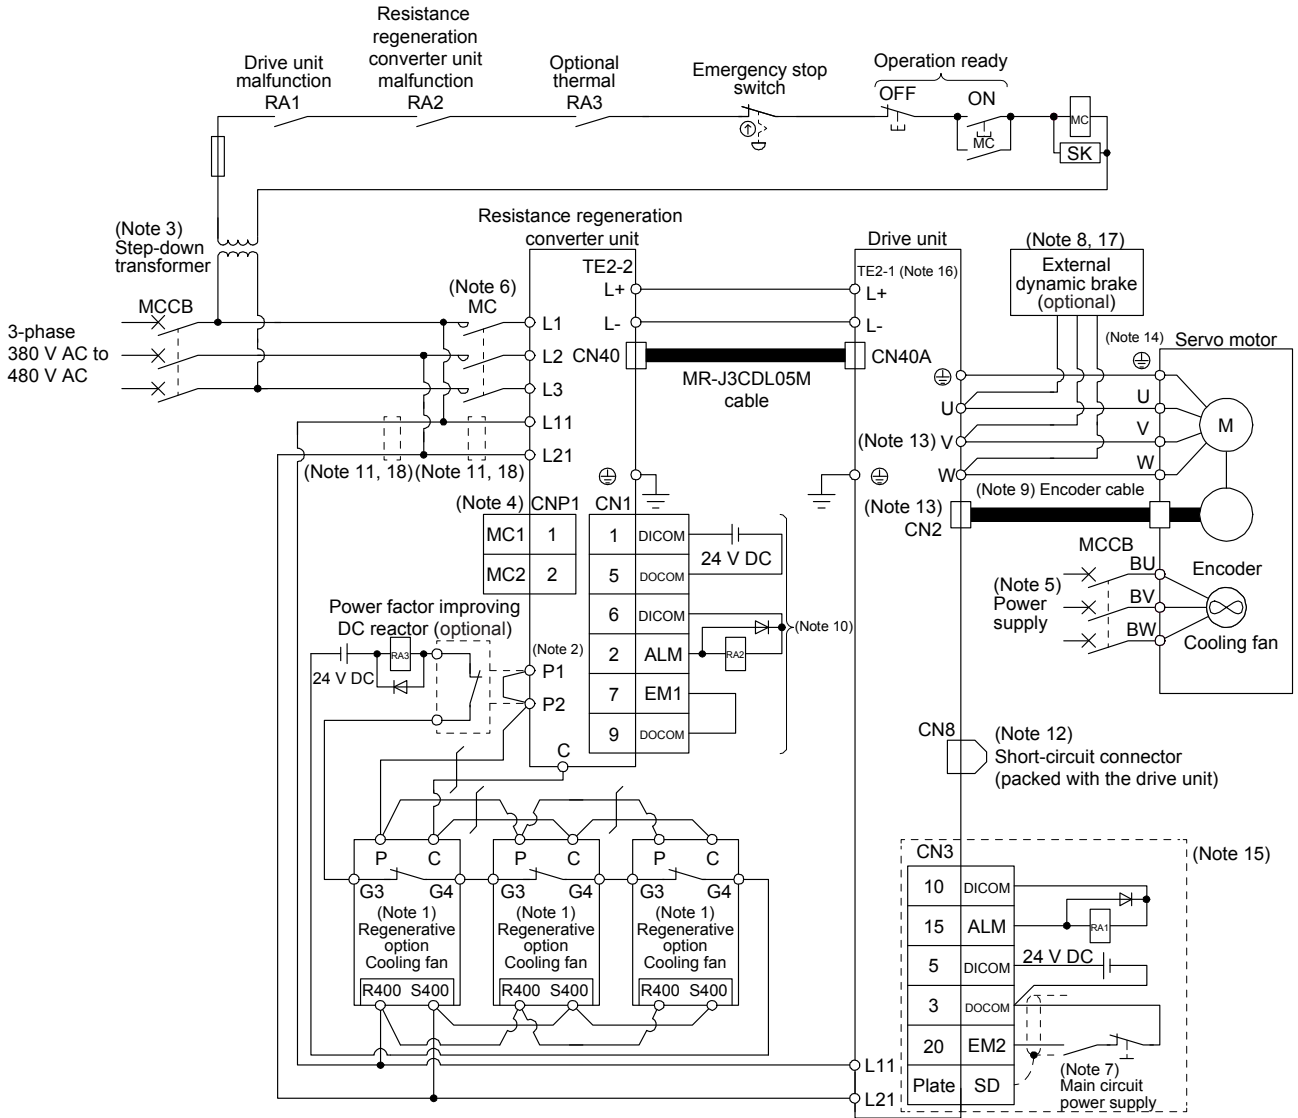 Resistance
regeneration
converter unit
malfunction
RA2
Drive unit
malfunction
RA1
Optional
thermal
RA3
Emergency stop
switch
Operation ready
OFF
ON
MC
MC
SK
(Note 3)
Step-down
transformer
MCCB
3-phase
380 V AC to
480 V AC
(Note 6)
MC
Resistance regeneration
converter unit
TE2-2
L+
L-
CN40
L1
L2
L3
L11
L21
(Note 11, 18)
(Note 11, 18)
MR-J3CDL05M
cable
Drive unit
TE2-1 (Note 16)
L+
L-
CN40A
(Note 8, 17)
External
dynamic brake
(optional)
(Note 14)
Servo motor
U
(Note 13) V
W
U
V
W
M
(Note 9) Encoder cable
(Note 13)
CN2
MCCB
(Note 5)
Power
supply
BU
BV
BW
Encoder
Cooling fan
(Note 4) CNP1
MC1 1
MC2 2
CN1
1 DICOM
5 DOCOM
6 DICOM
2 ALM
7 EM1
9 DOCOM
24 V DC
RA2
(Note 10)
Power factor improving
DC reactor (optional)
RA3
24 V DC
(Note 2)
P1
P2
C
CN8
(Note 12)
Short-circuit connector
(packed with the drive unit)
P C
G3 G4
(Note 1)
Regenerative
option
Cooling fan
R400 S400
P C
G3 G4
(Note 1)
Regenerative
option
Cooling fan
R400 S400
P C
G3 G4
(Note 1)
Regenerative
option
Cooling fan
R400 S400
L11
L21
CN3
(Note 15)
10 DICOM
15 ALM
5 DICOM
3 DOCOM
20 EM2
Plate SD
RA1
24 V DC
(Note 7)
Main circuit
power supply